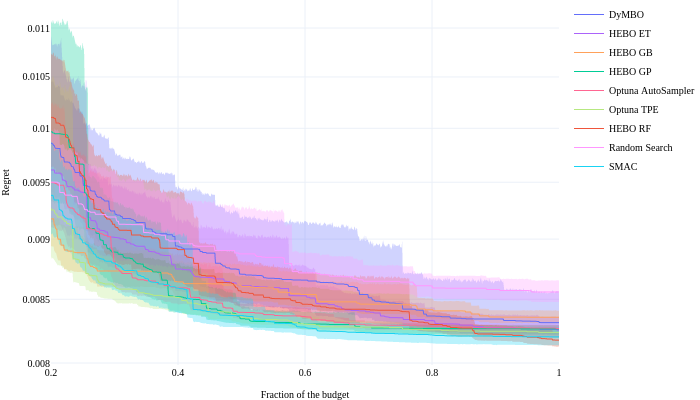 0.011
0.0105
0.01
0.0095
0.009
0.0085
0.008
Regret
0.2
0.4
0.6
0.8
1
Fraction of the budget
DyMBO
HEBO ET
HEBO GB
HEBO GP
Optuna AutoSampler
Optuna TPE
HEBO RF
Random Search
SMAC